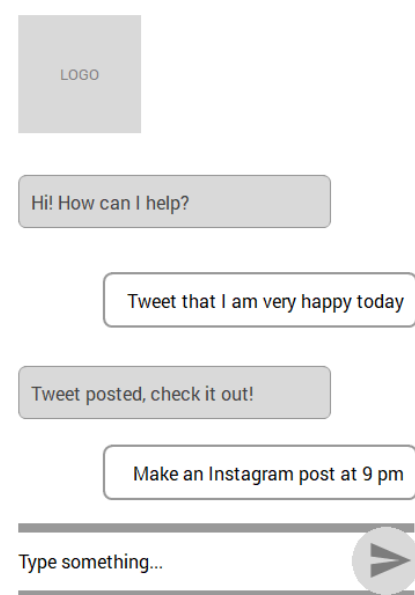 LOGO
Hi! How can I help?
Tweet that I am very happy today
Tweet posted, check it out!
Make an Instagram post at 9 pm
Type something...